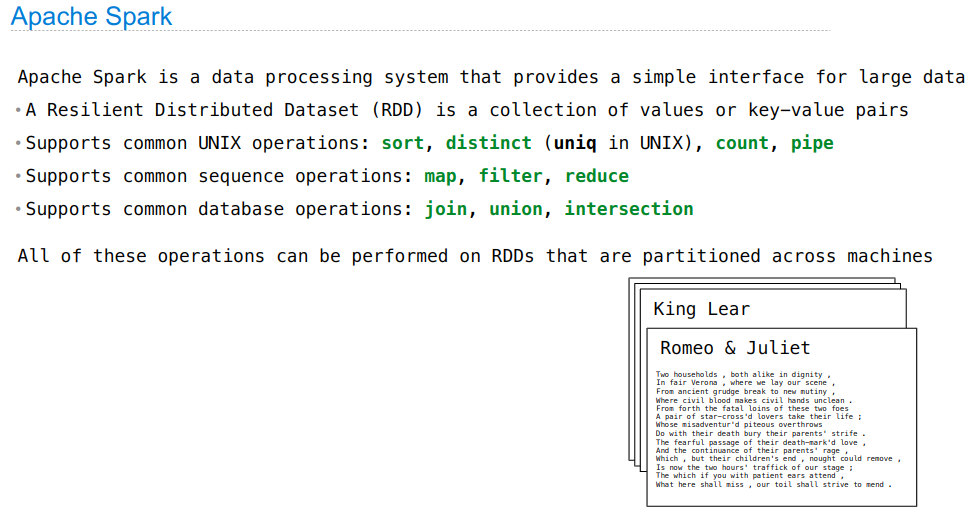 Apache Spark
Apache Spark is a data processing system that provides a simple interface for large data
•A Resilient Distributed Dataset (RDD) is a collection of values or key-value pairs
•Supports common UNIX operations: sort, distinct (uniq in UNIX), count, pipe
•Supports common sequence operations: map, filter, reduce
•Supports common database operations: join, union, intersection
All of these operations can be performed on RDDs that are partitioned across machines
King Lear
Romeo & Juliet
Two households , both alike in dignity ,
In fair Verona , where we lay our scene ,
From ancient grudge break to new mutiny ,
Where civil blood makes civil hands unclean .
From forth the fatal loins of these two foes
A pair of star-cross'd lovers take their life ;
Whose misadventur'd piteous overthrows
Do with their death bury their parents' strife .
The fearful passage of their death-mark'd love ,
And the continuance of their parents' rage ,
Which , but their children's end , nought could remove ,
Is now the two hours' traffick of our stage ;
The which if you with patient ears attend ,
What here shall miss , our toil shall strive to mend .